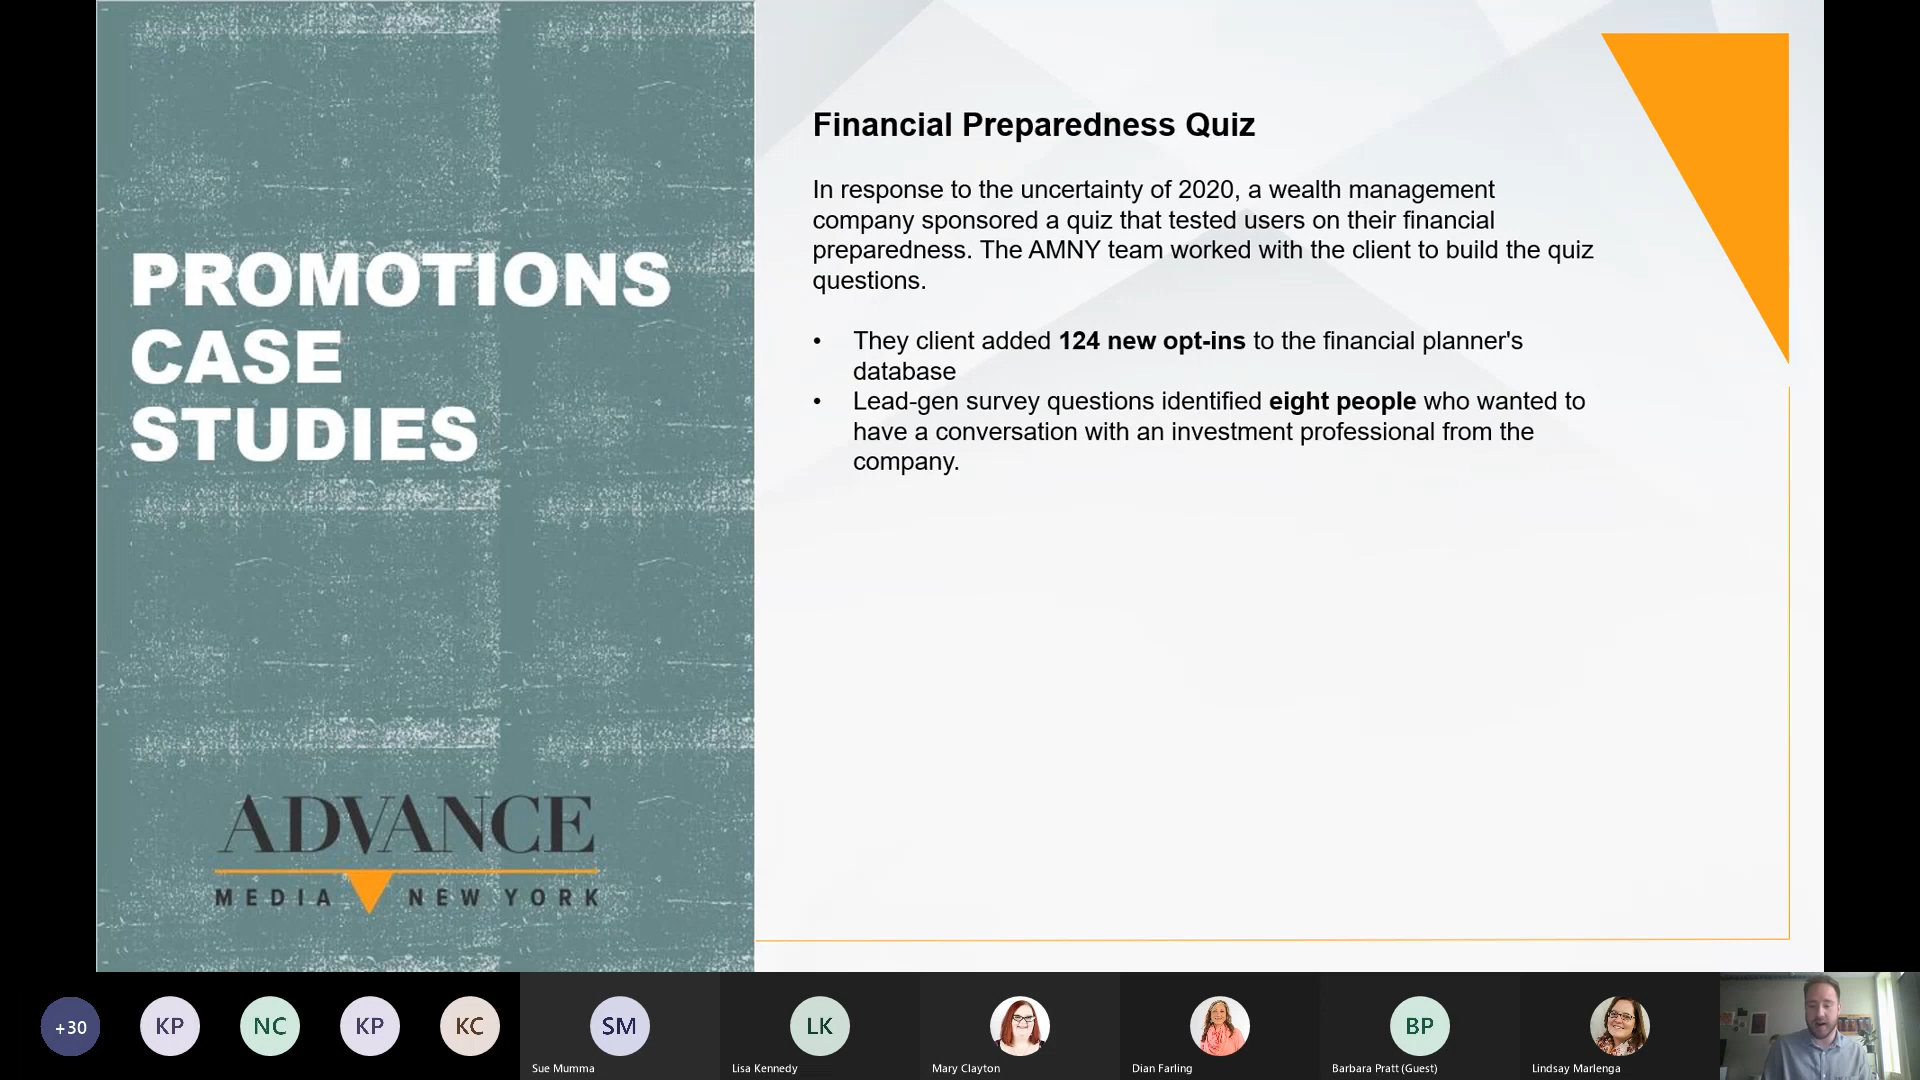 PROMOTIONS
CASE
STUDIES
ADVANCE
MEDIA NEW YORK
Financial Preparedness Quiz
In response to the uncertainty of 2020, a wealth management
company sponsored a quiz that tested users on their financial
preparedness. The AMNY team worked with the client to build the quiz
questions.
• They client added 124 new opt-ins to the financial planner's
database
• Lead-gen survey questions identified eight people who wanted to
have a conversation with an investment professional from the
company.
+30
KP
NC
KP
KC
SM
LK
BP
Sue Mumma
Lisa Kennedy
Mary Clayton
Dian Farling
Barbara Pratt (Guest)
Lindsay Marlenga